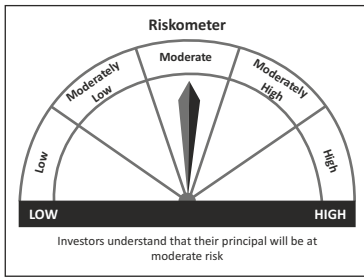 Riskometer
Moderate
Moderately
Low
Moderately
High
Low
High
LOW
HIGH
Investors understand that their principal will be at
moderate risk